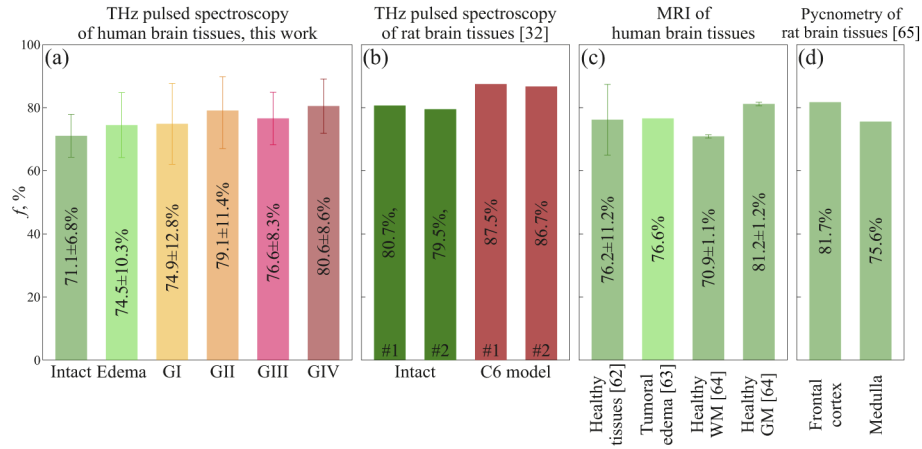 THz pulsed spectroscopy
of human brain tissues, this work
THz pulsed spectroscopy
of rat brain tissues [32]
MRI of
human brain tissues
Pycnometry of
rat brain tissues [65]
(a)
(b)
(c)
(d)
f, %
100
80
60
40
20
0
71.1±6.8%
74.5±10.3%
74.9±12.8%
79.1±11.4%
76.6±8.3%
80.6±8.6%
Intact
Edema
GI
GII
GIII
GIV
80.7%,
79.5%,
87.5%
86.7%
#1
#2
#1
#2
Intact
C6 model
76.2±11.2%
76.6%
70.9±1.1%
81.2±1.2%
Healthy
tissues [62]
Tumoral
edema [63]
Healthy
WM [64]
Healthy
GM [64]
81.7%
75.6%
Frontal
cortex
Medulla